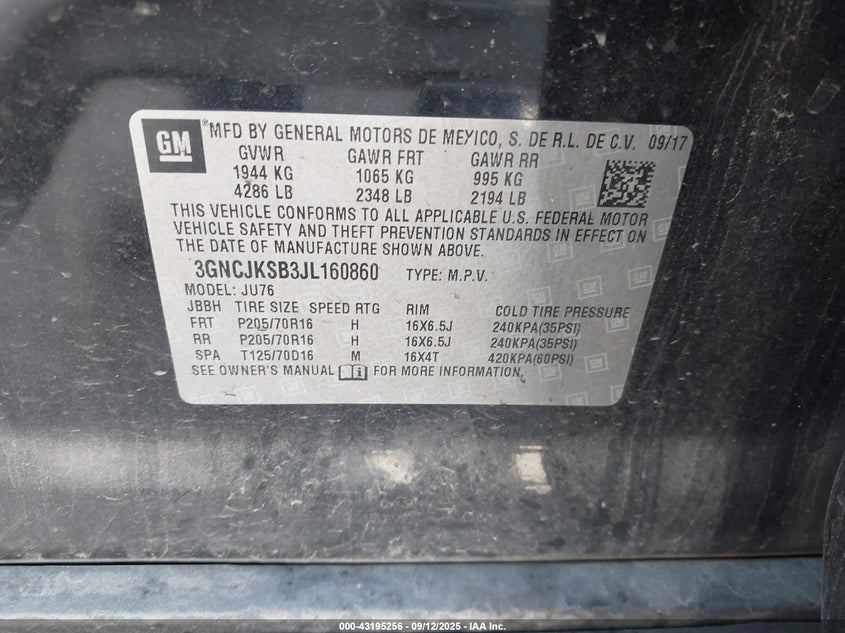 GM
® MFD BY GENERAL MOTORS DE MEXICO, S. DE R.L. DE C.V. 09/17
GVWR GAWR FRT GAWR RR
1944 KG 1065 KG 995 KG
4286 LB 2348 LB 2194 LB
THIS VEHICLE CONFORMS TO ALL APPLICABLE U.S. FEDERAL MOTOR
VEHICLE SAFETY AND THEFT PREVENTION STANDARDS IN EFFECT ON
THE DATE OF MANUFACTURE SHOWN ABOVE.
3GNCJKSB3JL160860 TYPE: M.P.V.
MODEL: JU76
JBBH TIRE SIZE SPEED RTG RIM COLD TIRE PRESSURE
FRT P205/70R16 H 16X6.5J 240KPA(35PSI)
RR P205/70R16 H 16X6.5J 240KPA(35PSI)
SPA T125/70D16 M 16X4T 420KPA(60PSI)
SEE OWNER'S MANUAL FOR MORE INFORMATION.
000-43195256 - 09/12/2025 - IAA Inc.